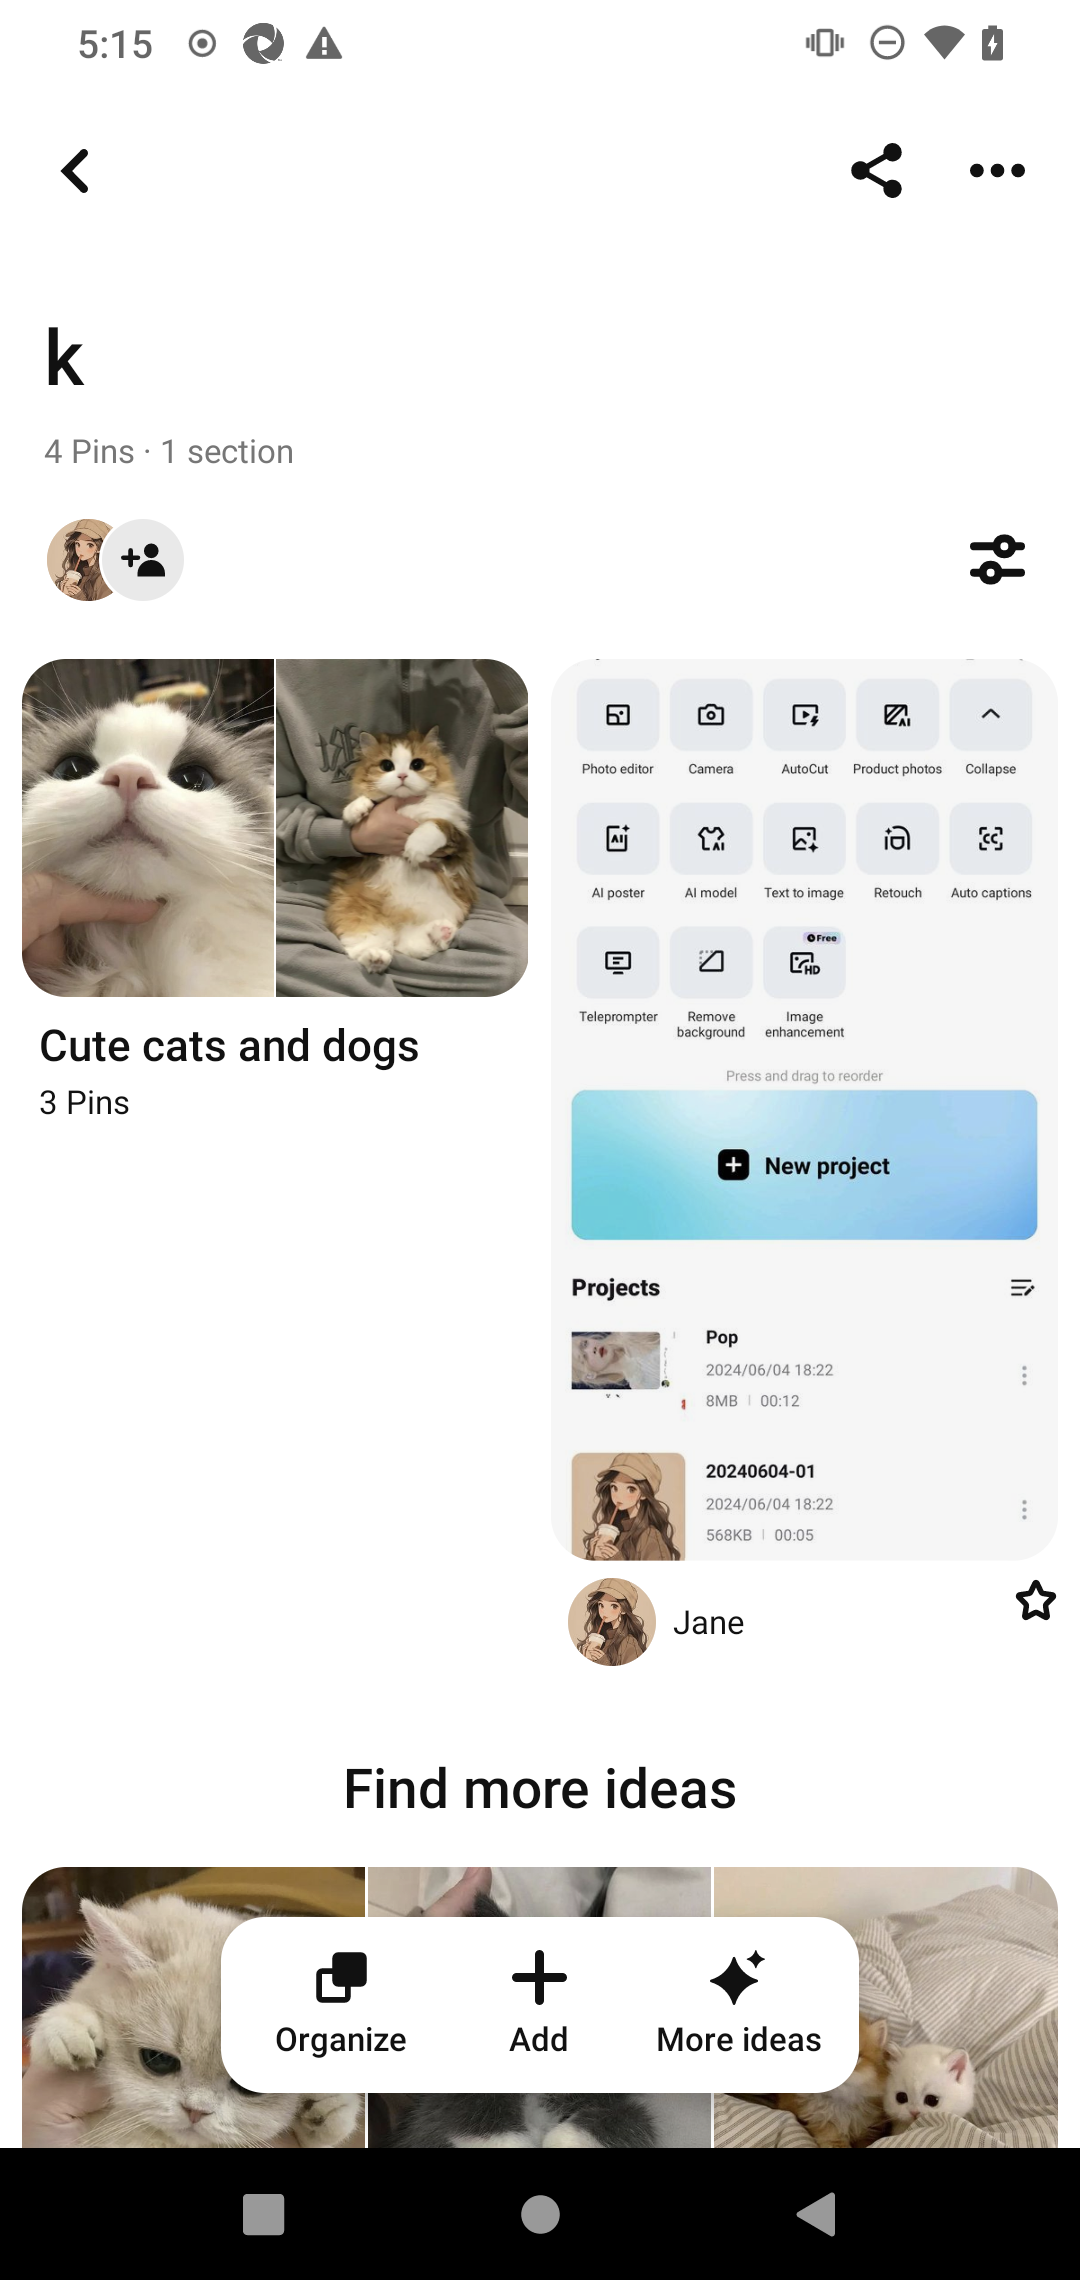 5:15
k
4 Pins · 1 section
Photo editor
Camera
AutoCut
Product photos
Collapse
AI poster
AI model
Text to image
Retouch
Auto captions
Free
Teleprompter
Remove background
Image enhancement
Press and drag to reorder
New project
Projects
Pop
2024/06/04 18:22
8MB | 00:12
20240604-01
2024/06/04 18:22
568KB | 00:05
Cute cats and dogs
3 Pins
Jane
Find more ideas
Organize
Add
More ideas